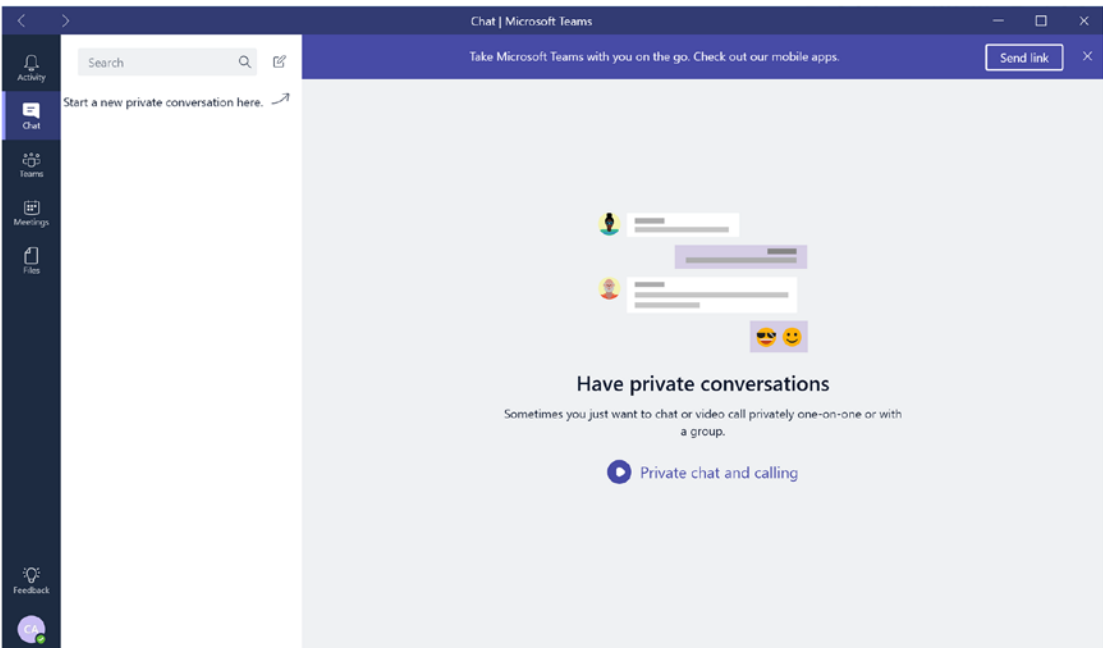 Chat | Microsoft Teams
Activity
Chat
Teams
Meetings
Files
Feedback
CA
Search
Start a new private conversation here.
Take Microsoft Teams with you on the go. Check out our mobile apps.
Send link
Have private conversations
Sometimes you just want to chat or video call privately one-on-one or with
a group.
Private chat and calling